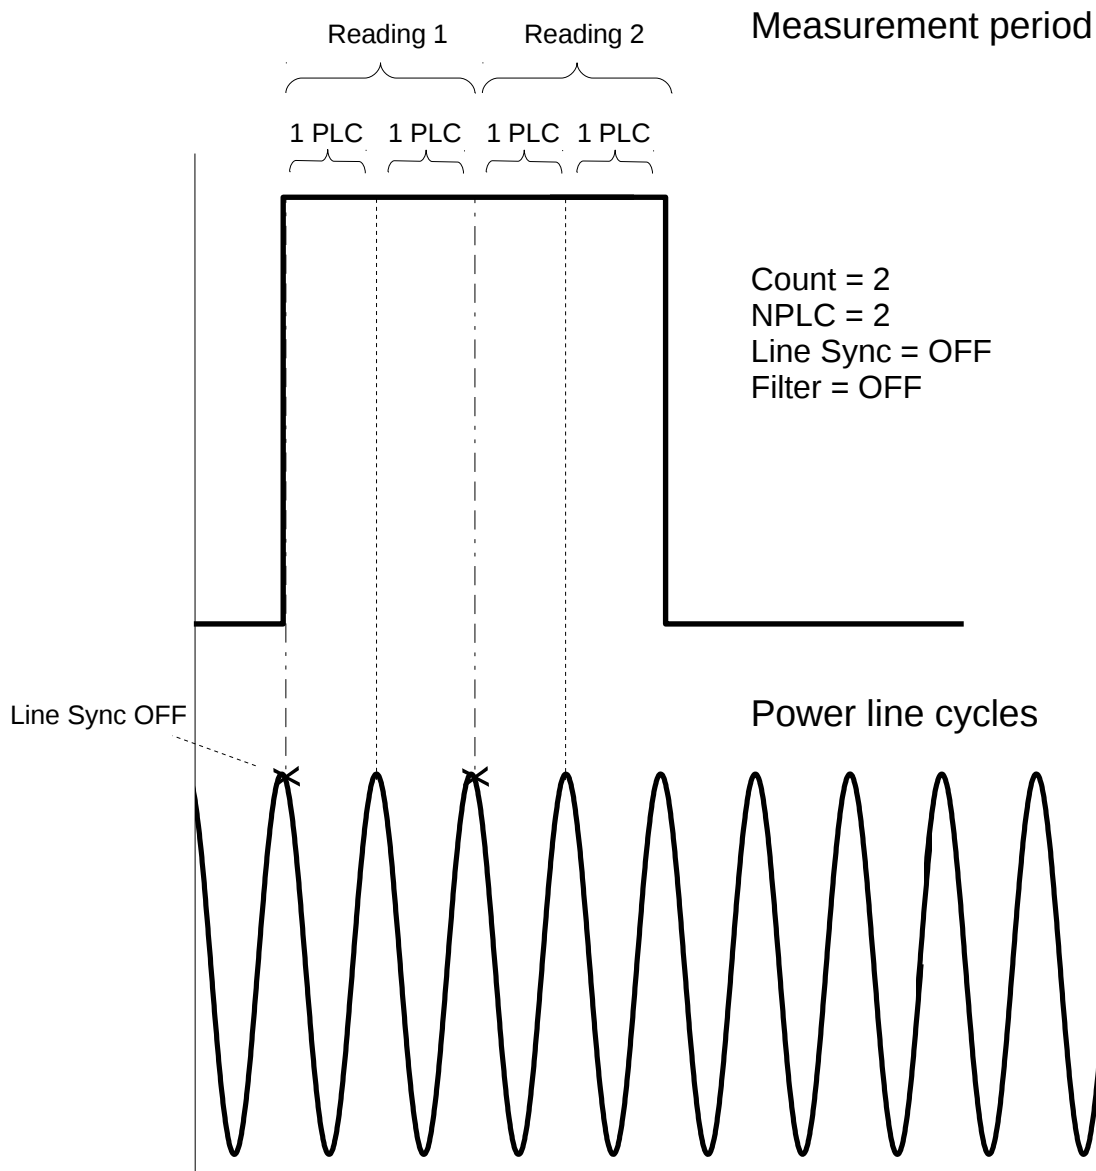 Measurement period
Reading 1 Reading 2
1 PLC 1 PLC 1 PLC 1 PLC
Count = 2
NPLC = 2
Line Sync = OFF
Filter = OFF
Line Sync OFF
Power line cycles